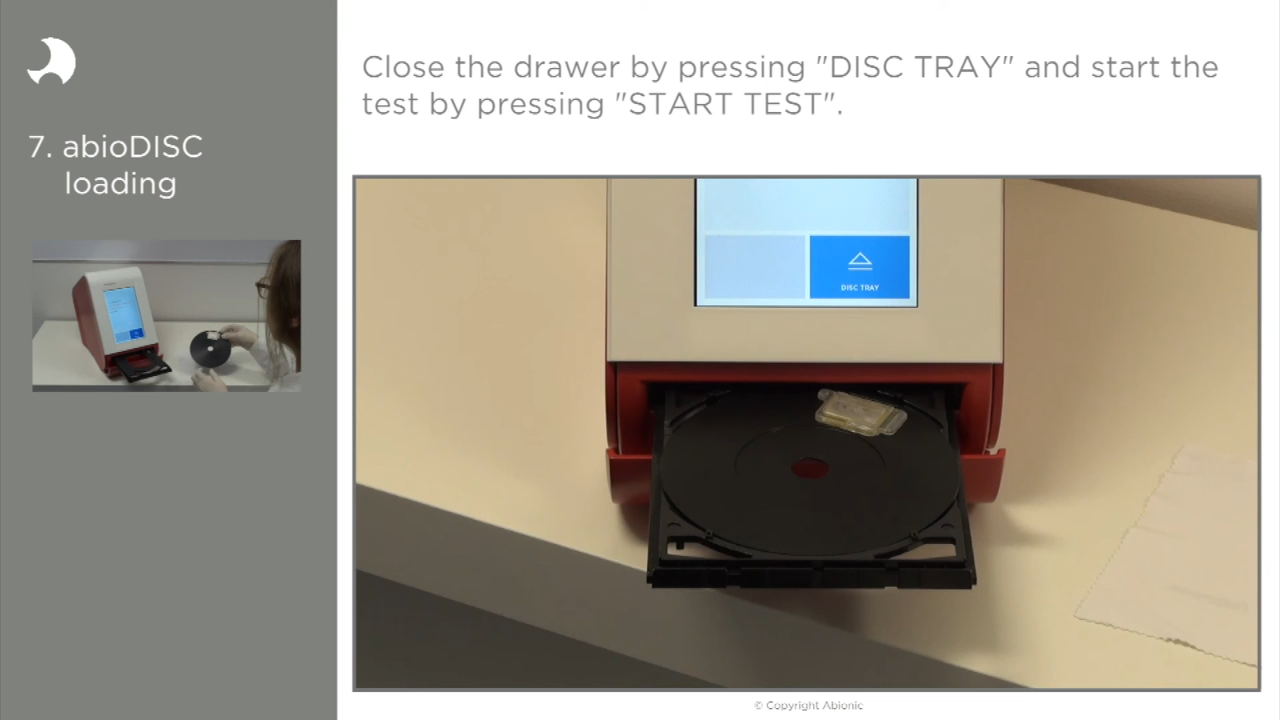 7. abioDISC
loading
Close the drawer by pressing "DISC TRAY" and start the
test by pressing "START TEST".
DISC TRAY
© Copyright Abionic